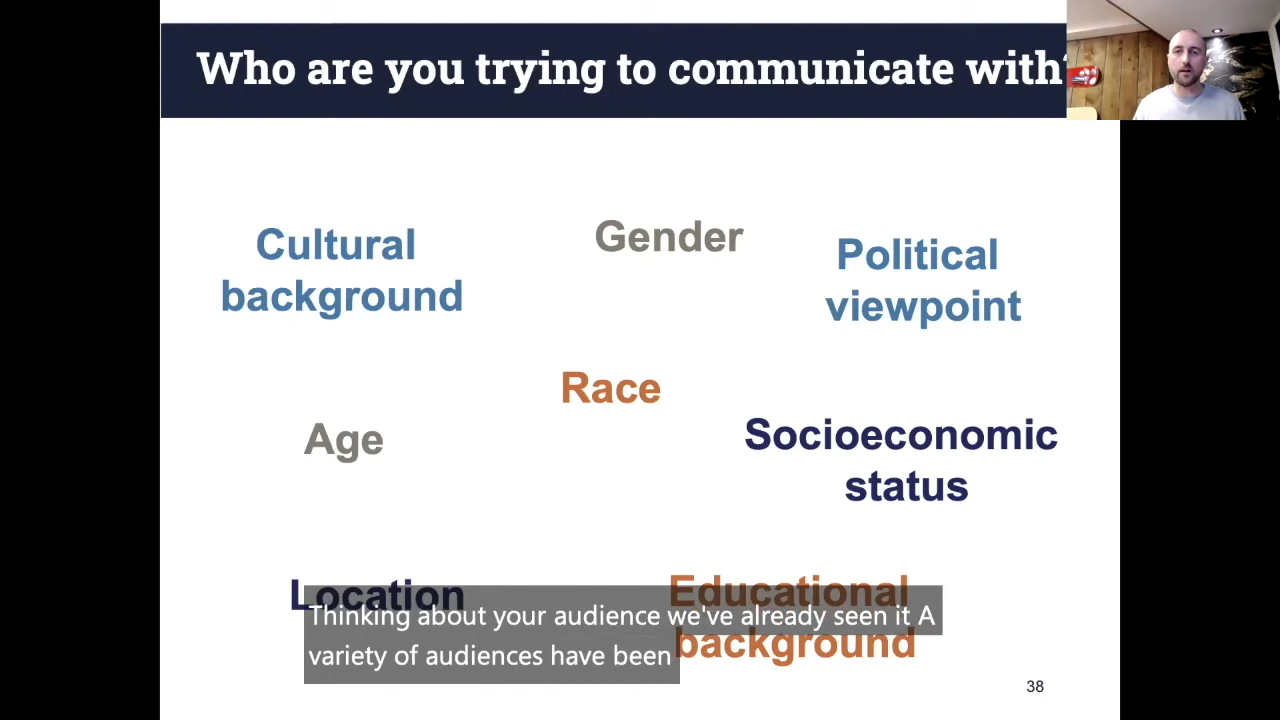 Who are you trying to communicate with?
Cultural
background
Gender
Political
viewpoint
Race
Age
Socioeconomic
status
Location
Educational
background
Thinking about your audience we've already seen it A
variety of audiences have been
38